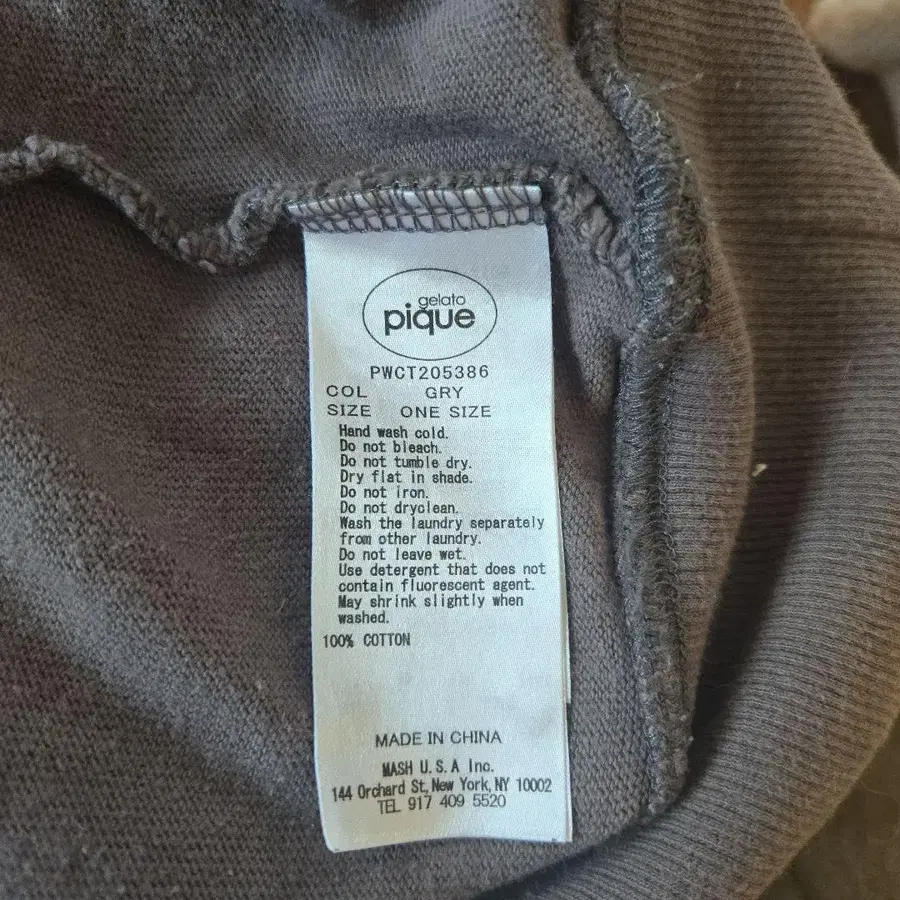 gelato
pique
PWCT205386
COL GRY
SIZE ONE SIZE
Hand wash cold.
Do not bleach.
Do not tumble dry.
Dry flat in shade.
Do not iron.
Do not dryclean.
Wash the laundry separately
from other laundry.
Do not leave wet.
Use detergent that does not
contain fluorescent agent.
May shrink slightly when
washed.
100% COTTON
MADE IN CHINA
MASH U.S.A Inc.
144 Orchard St, New York, NY 10002
TEL 917 409 5520